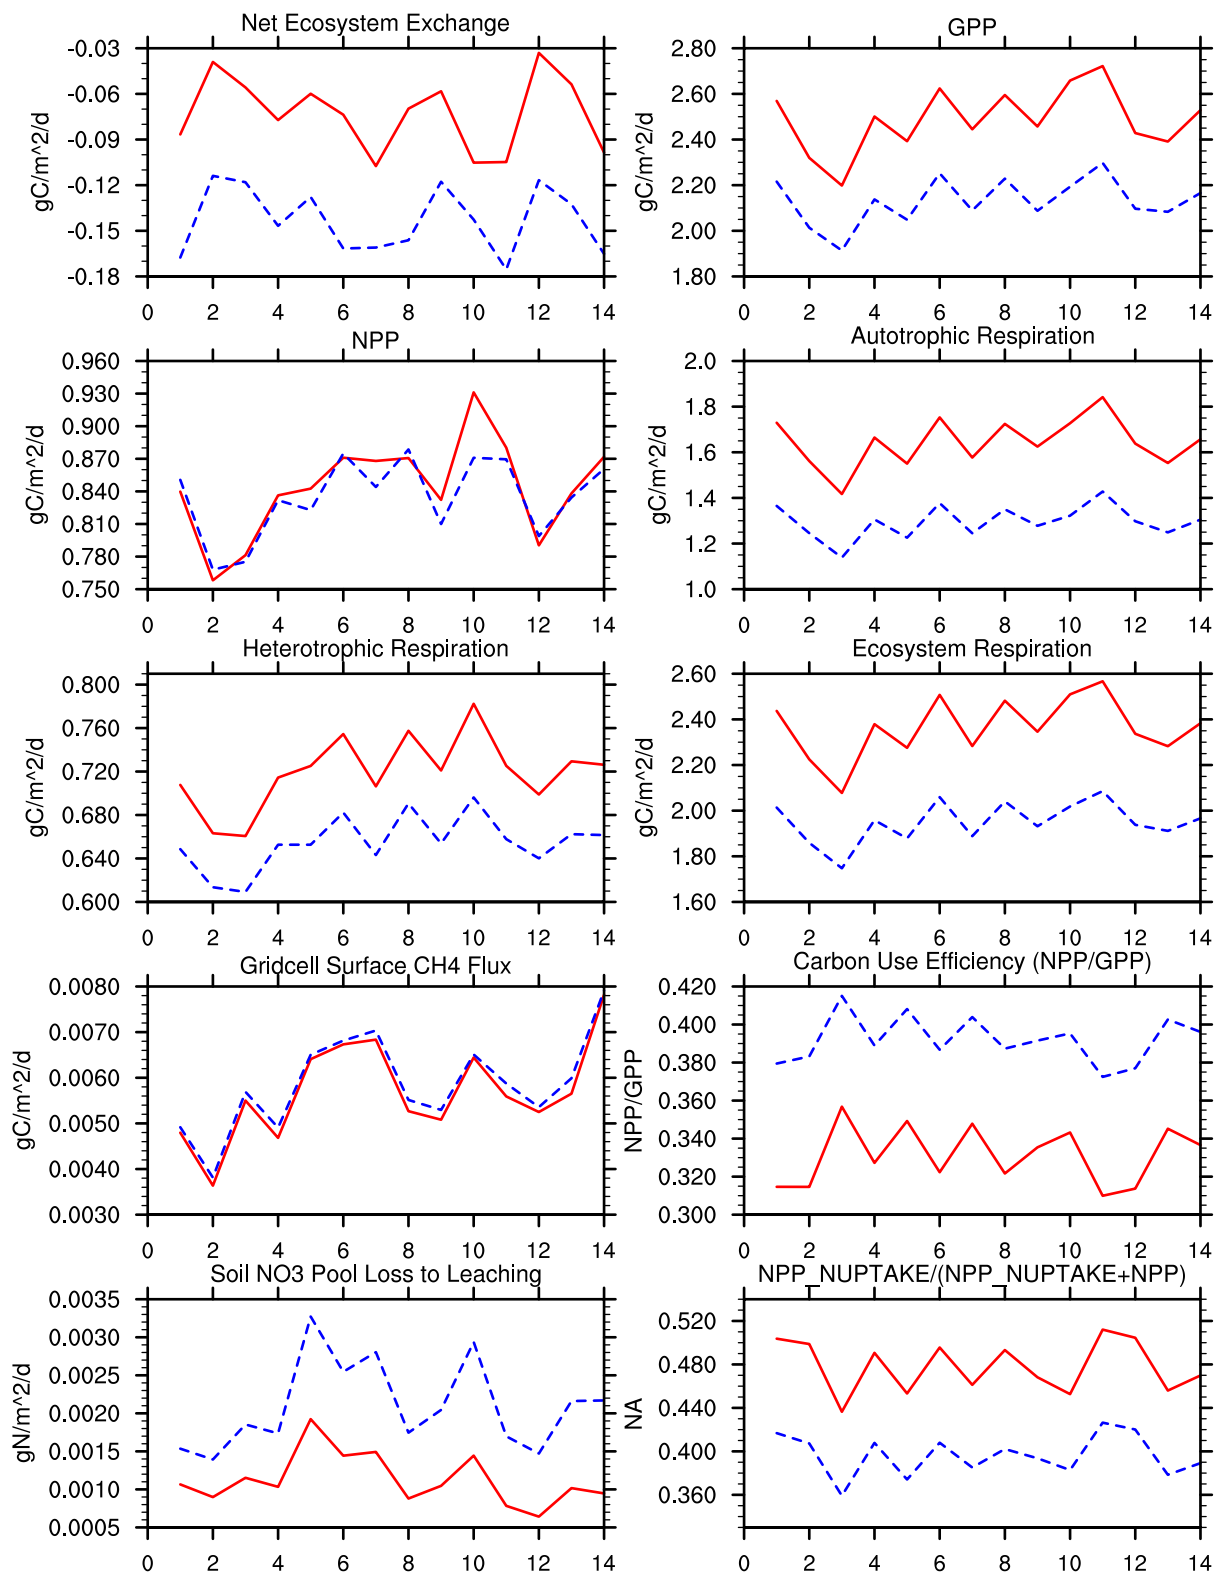 Net Ecosystem Exchange
gC/m^2/d
-0.03
-0.06
-0.09
-0.12
-0.15
-0.18
0 2 4 6 8 10 12 14
GPP
gC/m^2/d
2.80
2.60
2.40
2.20
2.00
1.80
0 2 4 6 8 10 12 14
NPP
gC/m^2/d
0.960
0.930
0.900
0.870
0.840
0.810
0.780
0.750
0 2 4 6 8 10 12 14
Autotrophic Respiration
gC/m^2/d
2.0
1.8
1.6
1.4
1.2
1.0
0 2 4 6 8 10 12 14
Heterotrophic Respiration
gC/m^2/d
0.800
0.760
0.720
0.680
0.640
0.600
0 2 4 6 8 10 12 14
Ecosystem Respiration
gC/m^2/d
2.60
2.40
2.20
2.00
1.80
1.60
0 2 4 6 8 10 12 14
Gridcell Surface CH4 Flux
gC/m^2/d
0.0080
0.0070
0.0060
0.0050
0.0040
0.0030
0 2 4 6 8 10 12 14
Carbon Use Efficiency (NPP/GPP)
NPP/GPP
0.420
0.400
0.380
0.360
0.340
0.320
0.300
0 2 4 6 8 10 12 14
Soil NO3 Pool Loss to Leaching
gN/m^2/d
0.0035
0.0030
0.0025
0.0020
0.0015
0.0010
0.0005
0 2 4 6 8 10 12 14
NPP_NUPTAKE/(NPP_NUPTAKE+NPP)
NA
0.520
0.480
0.440
0.400
0.360
0 2 4 6 8 10 12 14